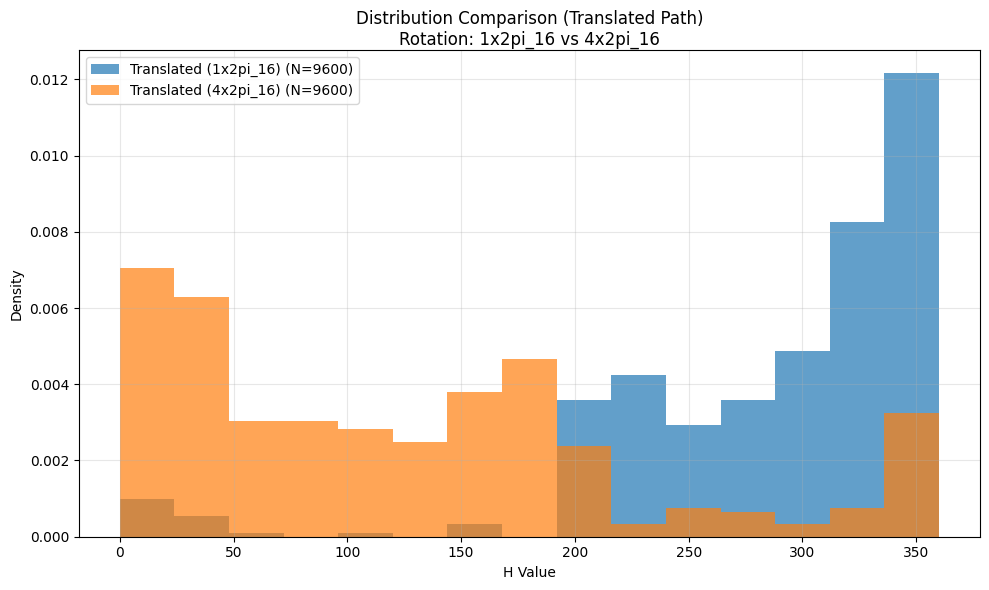 Distribution Comparison (Translated Path)
Rotation: 1x2pi_16 vs 4x2pi_16
Translated (1x2pi_16) (N=9600)
Translated (4x2pi_16) (N=9600)
Density
0.012
0.010
0.008
0.006
0.004
0.002
0.000
0 50 100 150 200 250 300 350
H Value